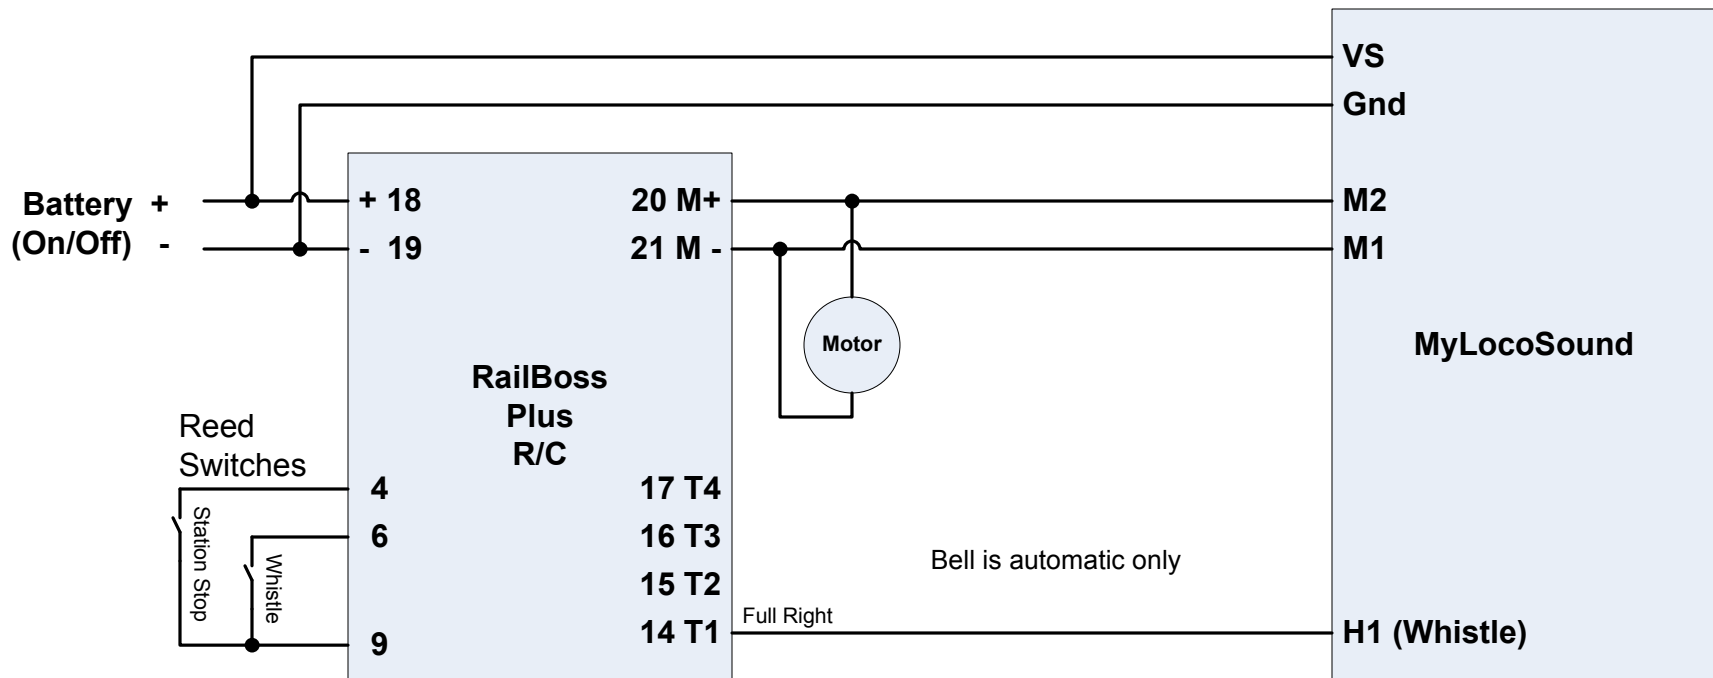 VS
Gnd
Battery +
(On/Off) -
+ 18
- 19
20 M+
21 M -
M2
M1
Motor
MyLocoSound
RailBoss
Plus
R/C
Reed
Switches
4
6
9
Station Stop
Whistle
17 T4
16 T3
15 T2
14 T1
Bell is automatic only
Full Right
H1 (Whistle)